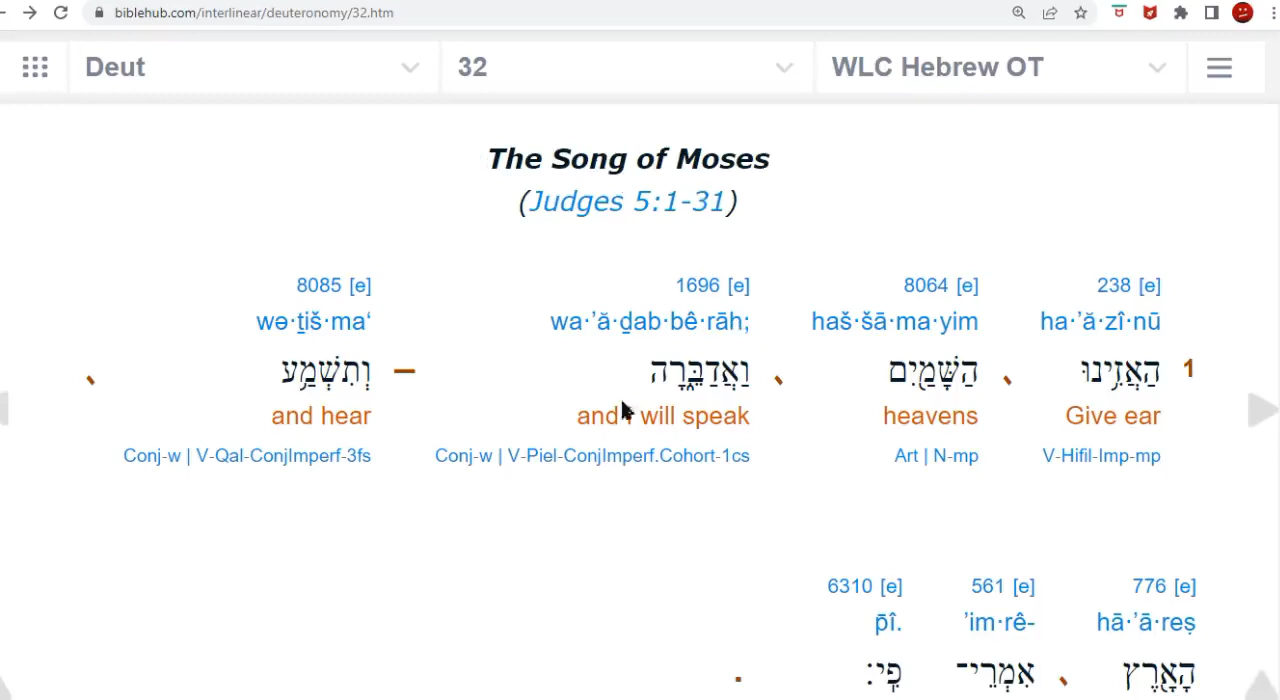 biblehub.com/interlinear/deuteronomy/32.htm
Deut 32 WLC Hebrew OT
The Song of Moses
(Judges 5:1-31)
8085 [e] 1696 [e] 8064 [e] 238 [e]
wə·ṯiš·ma‘ wa·’ă·ḏab·bê·rāh; haš·šā·ma·yim ha·’ă·zî·nū
1 הַאֲזִ֥ינוּ ､ הַשָּׁמַ֖יִם ､ וַאֲדַבֵּ֑רָה – וְתִשְׁמַ֥ע ､
and hear and I will speak heavens Give ear
Conj-w | V-Qal-ConjImperf-3fs Conj-w | V-Piel-ConjImperf.Cohort-1cs Art | N-mp V-Hifil-Imp-mp
6310 [e] 561 [e] 776 [e]
p̄î. ’im·rê- hā·’ā·reṣ
הָאָ֖רֶץ ､ אִמְרֵי־ פִֽי׃ .